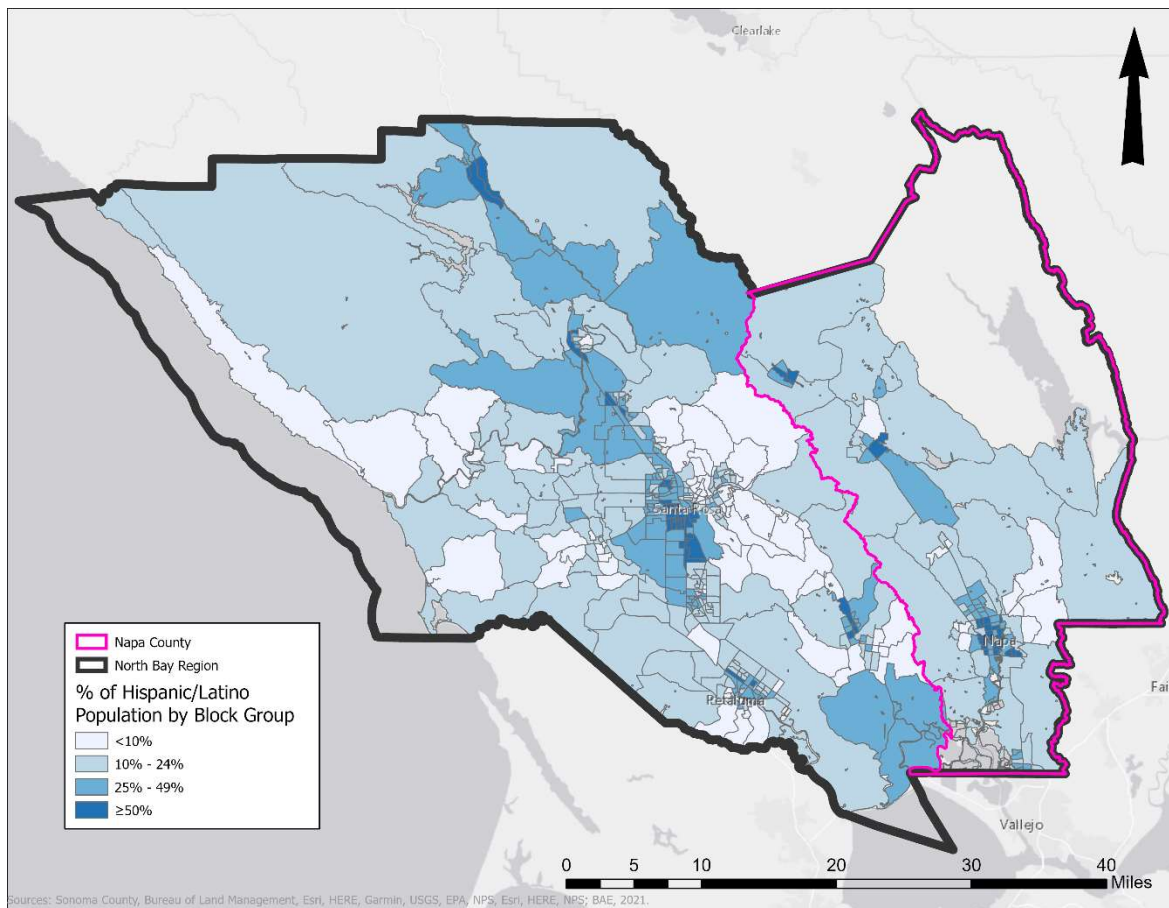 Clearlake
Santa Rosa
Napa
Petaluma
Fai
Vallejo
Napa County
North Bay Region
% of Hispanic/Latino
Population by Block Group
<10%
10% - 24%
25% - 49%
≥50%
0 5 10 20 30 40
Miles
Sources: Sonoma County, Bureau of Land Management, Esri, HERE, Garmin, USGS, EPA, NPS, Esri, HERE, NPS; BAE, 2021.